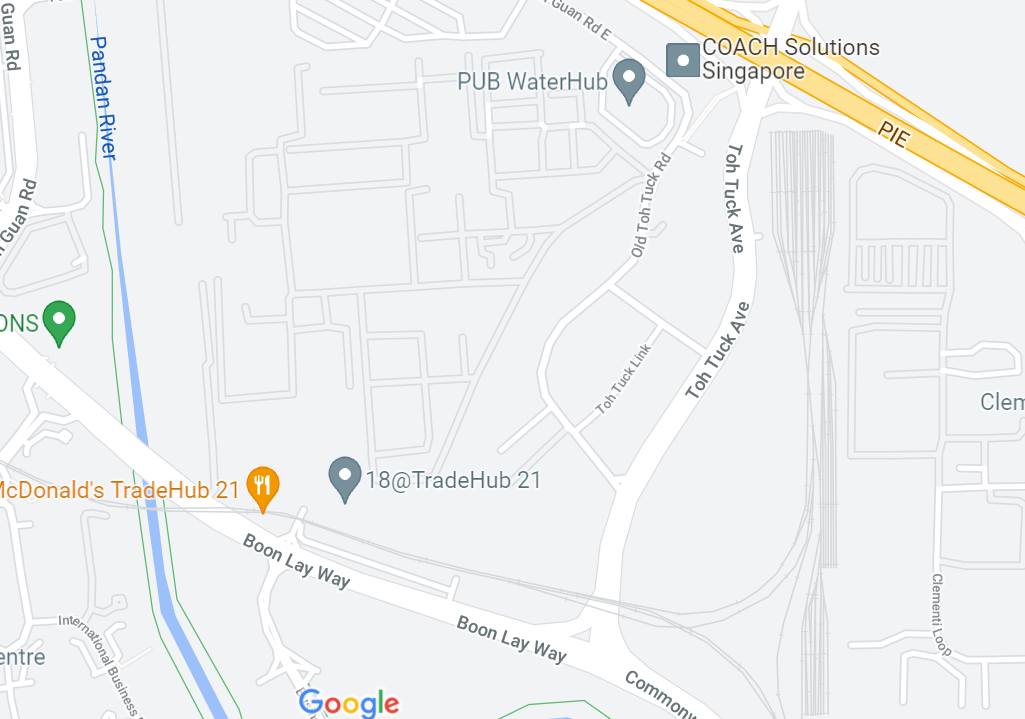 Guan Rd
Pandan River
Guan Rd
Guan Rd E
COACH Solutions
Singapore
PUB WaterHub
PIE
Toh Tuck Ave
Old Toh Tuck Rd
ONS
Toh Tuck Ave
Toh Tuck Link
Clem
McDonald's TradeHub 21
18@TradeHub 21
Boon Lay Way
Boon Lay Way
Clementi Loop
International Business
entre
Commonw
Google